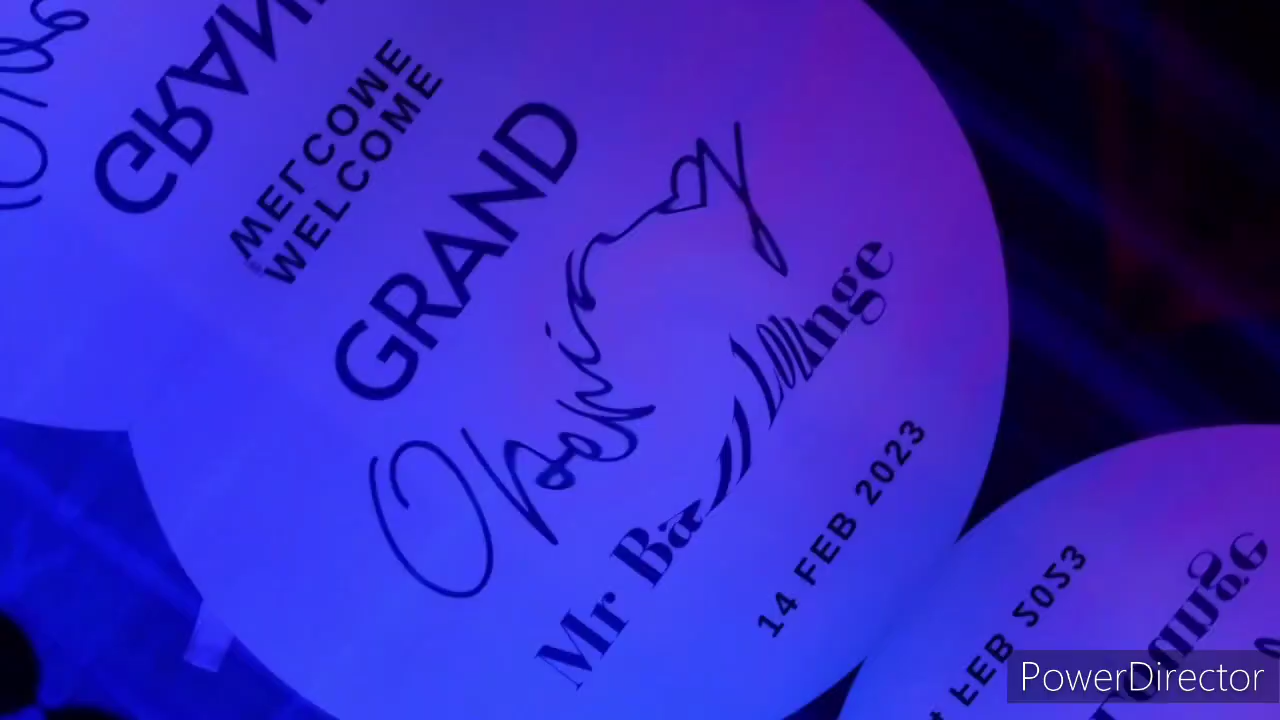 WELCOME
GRAND
Opening
Mr Ba Lounge
14 FEB 2023
PowerDirector